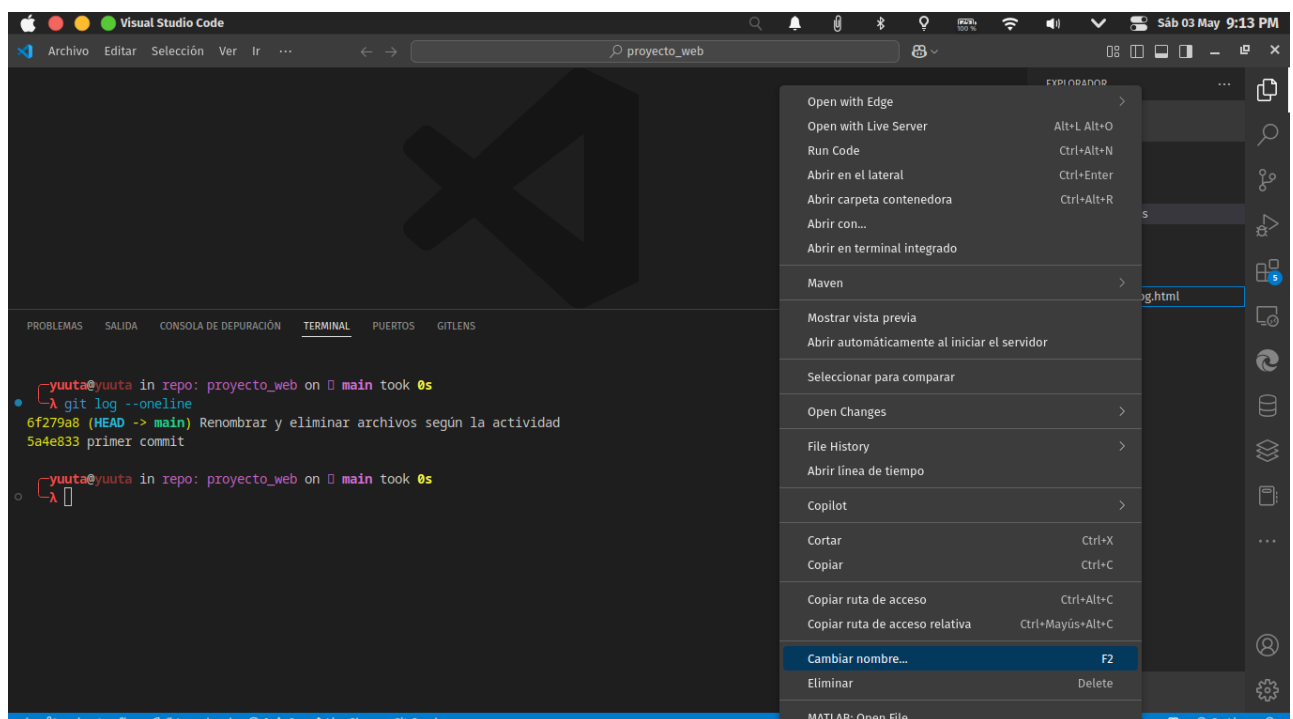 Visual Studio Code
100 %
Sáb 03 May 9:13 PM
Archivo Editar Selección Ver Ir ···
proyecto_web
EXPLORADOR
Open with Edge
Open with Live Server Alt+L Alt+O
Run Code Ctrl+Alt+N
Abrir en el lateral Ctrl+Enter
Abrir carpeta contenedora Ctrl+Alt+R
Abrir con...
Abrir en terminal integrado
Maven
Mostrar vista previa
Abrir automáticamente al iniciar el servidor
Seleccionar para comparar
Open Changes
File History
Abrir línea de tiempo
Copilot
Cortar Ctrl+X
Copiar Ctrl+C
Copiar ruta de acceso Ctrl+Alt+C
Copiar ruta de acceso relativa Ctrl+Mayús+Alt+C
Cambiar nombre... F2
Eliminar Delete
MATLAB: Open File
s
og.html
5
PROBLEMAS SALIDA CONSOLA DE DEPURACIÓN TERMINAL PUERTOS GITLENS
yuuta@yuuta in repo: proyecto_web on main took 0s
λ git log --oneline
6f279a8 (HEAD -> main) Renombrar y eliminar archivos según la actividad
5a4e833 primer commit
yuuta@yuuta in repo: proyecto_web on main took 0s
λ